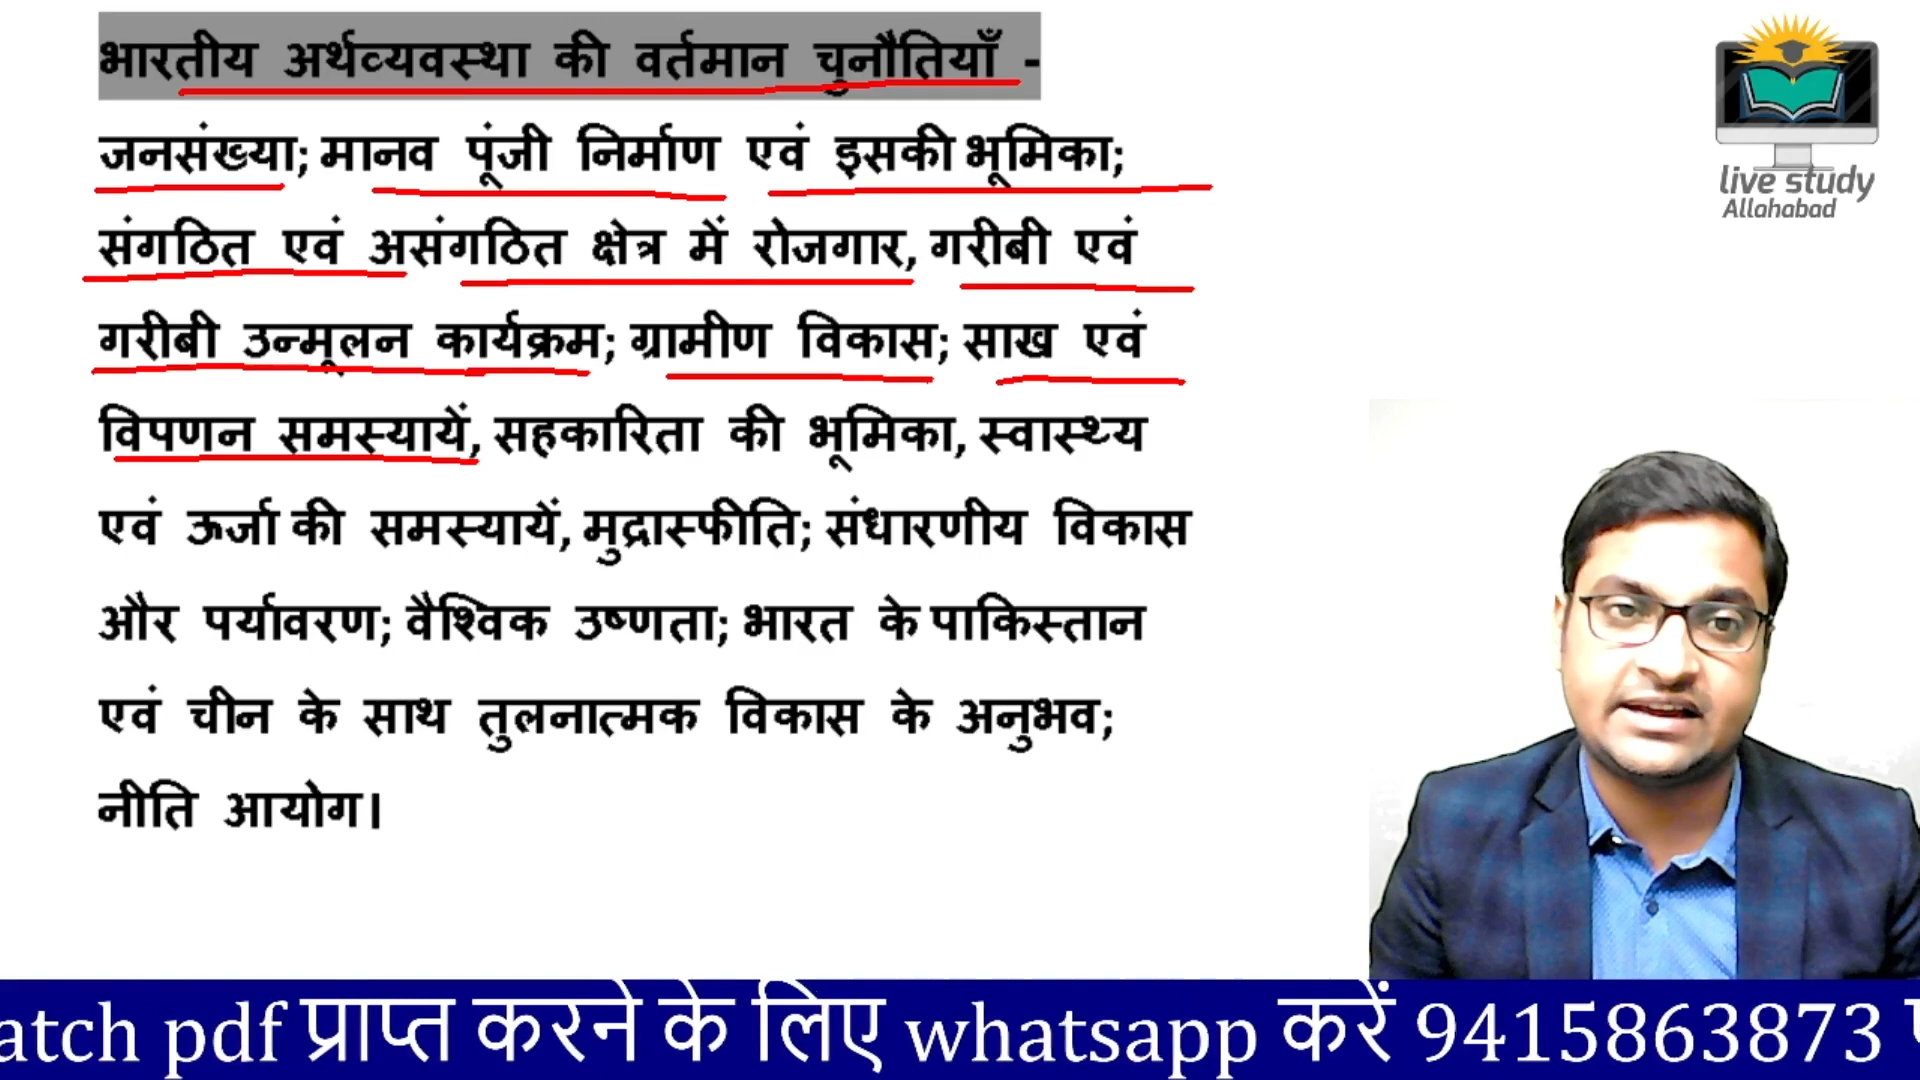 भारतीय अर्थव्यवस्था की वर्तमान चुनौतियाँ -
जनसंख्या; मानव पूंजी निर्माण एवं इसकी भूमिका;
संगठित एवं असंगठित क्षेत्र में रोजगार, गरीबी एवं
गरीबी उन्मूलन कार्यक्रम; ग्रामीण विकास; साख एवं
विपणन समस्यायें, सहकारिता की भूमिका, स्वास्थ्य
एवं ऊर्जा की समस्यायें, मुद्रास्फीति; संधारणीय विकास
और पर्यावरण; वैश्विक उष्णता; भारत के पाकिस्तान
एवं चीन के साथ तुलनात्मक विकास के अनुभव;
नीति आयोग।
live study
Allahabad
atch pdf प्राप्त करने के लिए whatsapp करें 9415863873